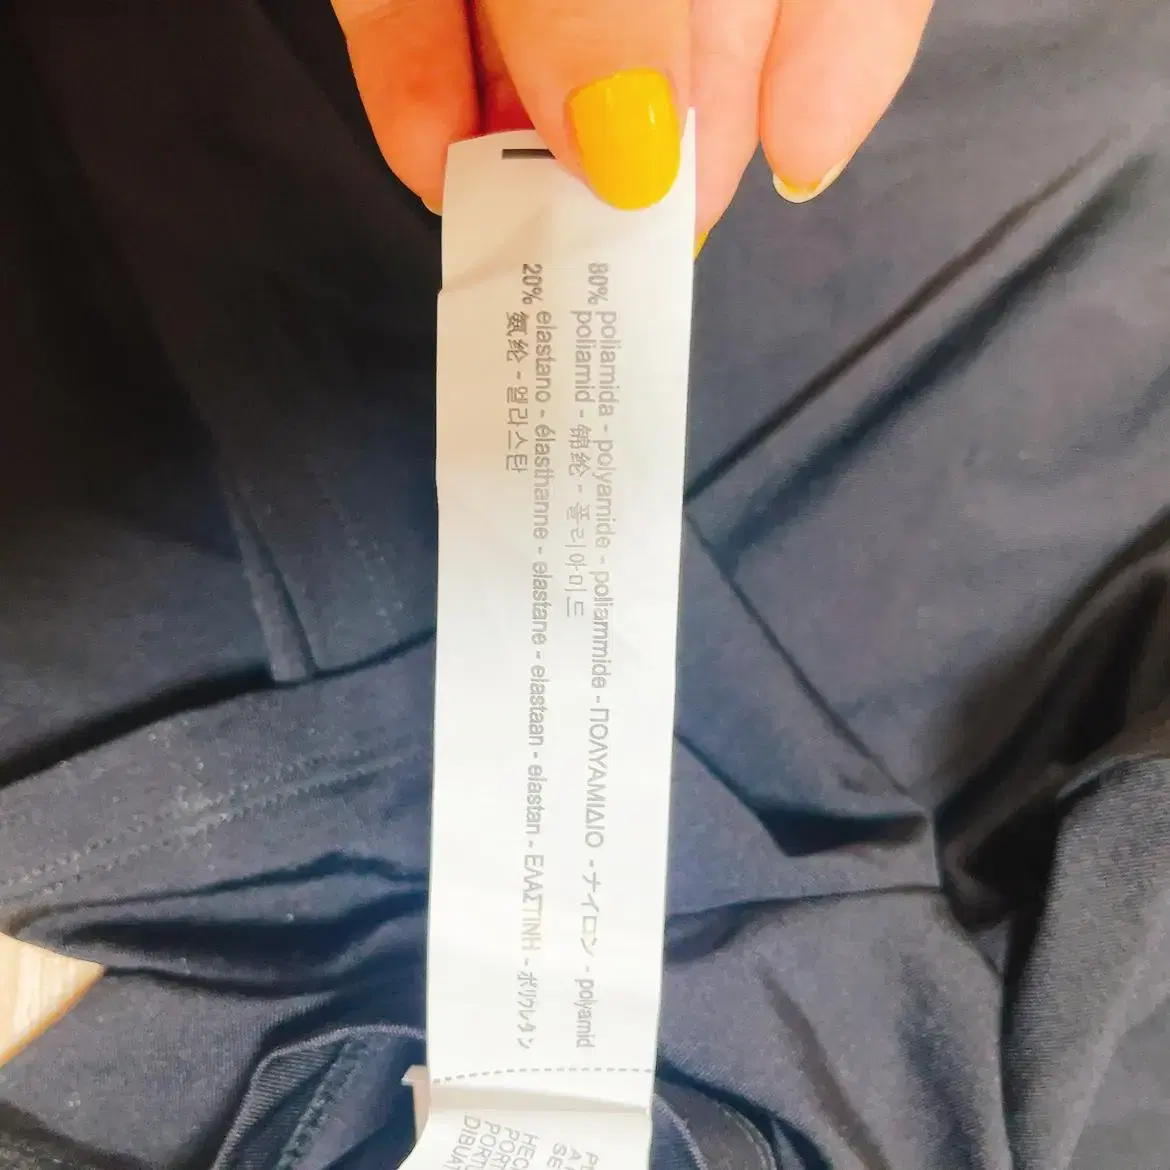 80% poliamida - polyamide - poliammide - ΠΟΛΥΑΜΙΔΙΟ - ナイロン - polyamid
poliamid - 锦纶 - 폴리아미드
20% elastano - élasthanne - elastane - elastaan - elastan - ΕΛΑΣΤΙΝΗ - ポリウレタン
氨纶 - 엘라스탄